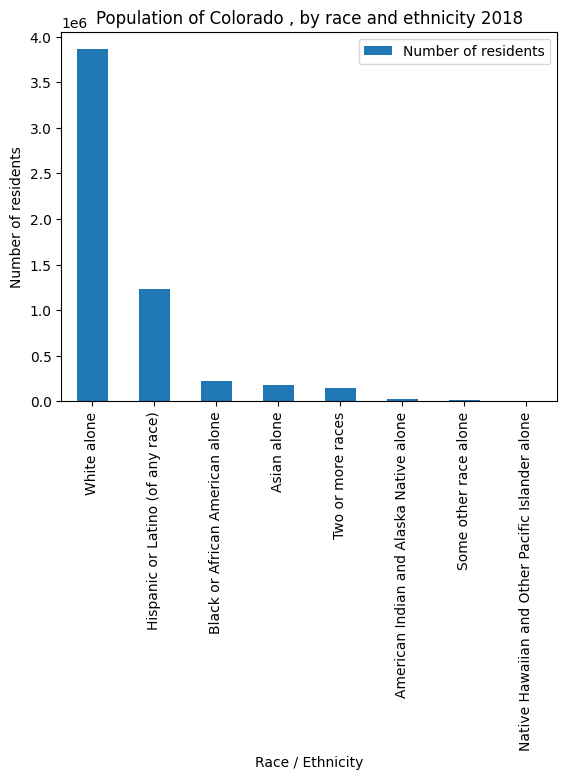 Population of Colorado , by race and ethnicity 2018
1e6
4.0
3.5
3.0
2.5
2.0
1.5
1.0
0.5
0.0
Number of residents
Number of residents
White alone
Hispanic or Latino (of any race)
Black or African American alone
Asian alone
Two or more races
American Indian and Alaska Native alone
Some other race alone
Native Hawaiian and Other Pacific Islander alone
Race / Ethnicity